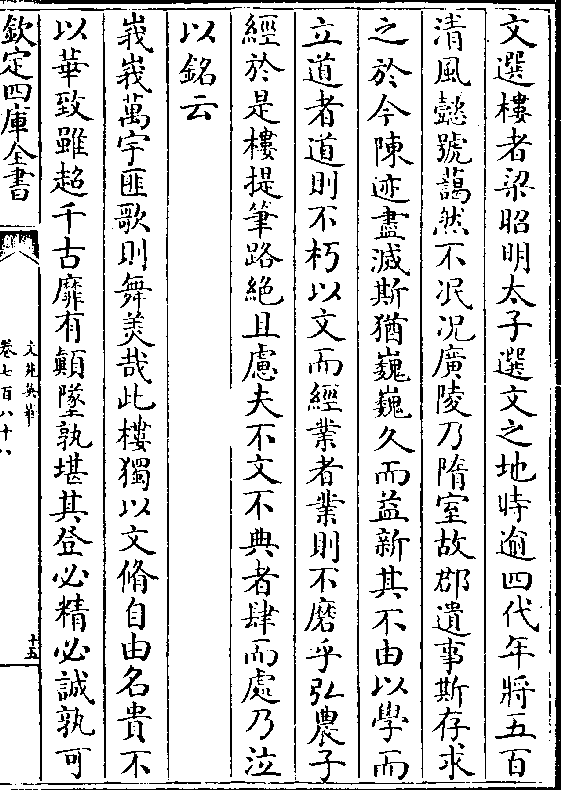 文選樓者梁昭明太子選文之地時逾四代年將五百
清風懿號藹然不泯况廣陵乃隋室故郡遺事斯存求
之於今陳迹盡滅斯猶巍巍久而益新其不由以學而
立道者道則不朽以文而經業者業則不磨乎弘農子
經於是樓提筆路絶且慮夫不文不典者肆而處乃泣
以銘云
峩峩萬宇匪歌則舞羙哉此樓獨以文脩自由名貴不
以華致雖超千古靡有顛墜孰堪其登必精必誠孰可
欽定四庫全書
文苑英華
卷七百八十八
十五